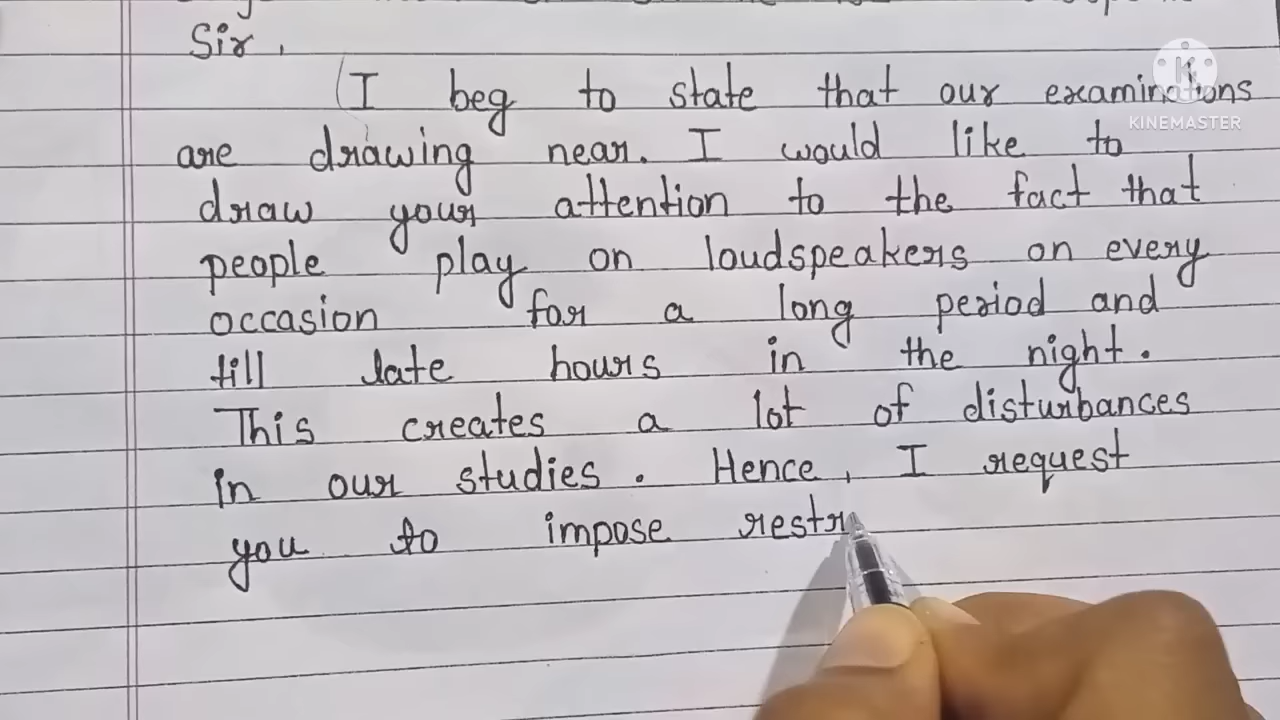 Sir,
I beg to state that our examinations
are drawing near. I would like to
draw your attention to the fact that
people play on loudspeakers on every
occasion for a long period and
till late hours in the night.
This creates a lot of disturbances
in our studies. Hence, I request
you to impose restr
KINEMASTER